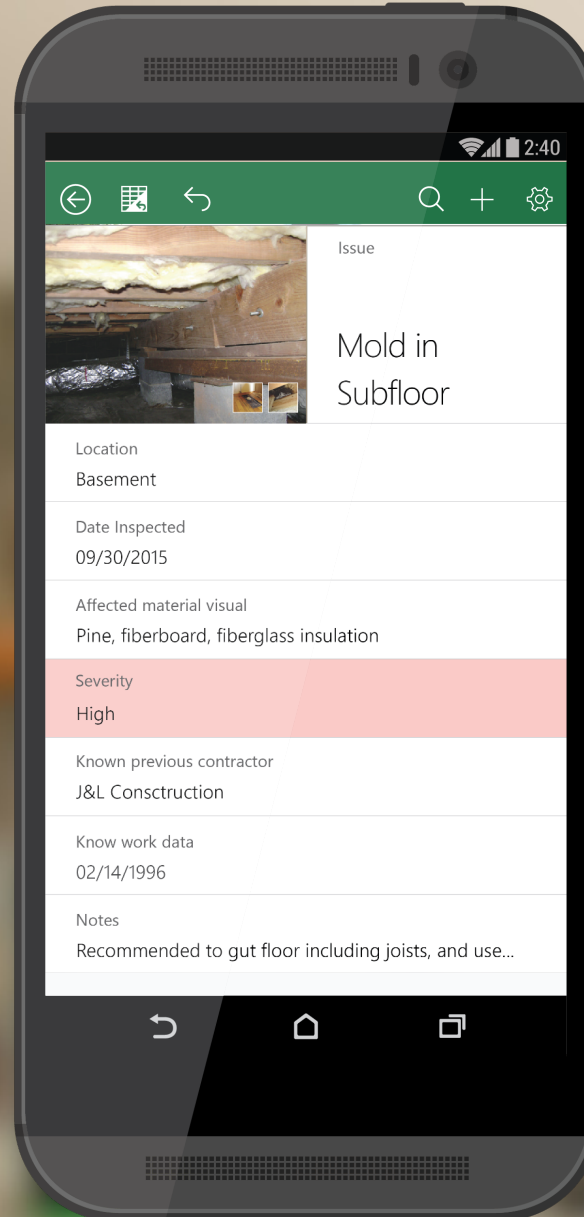 2:40
Issue
Mold in
Subfloor
Location
Basement
Date Inspected
09/30/2015
Affected material visual
Pine, fiberboard, fiberglass insulation
Severity
High
Known previous contractor
J&L Consctruction
Know work data
02/14/1996
Notes
Recommended to gut floor including joists, and use...